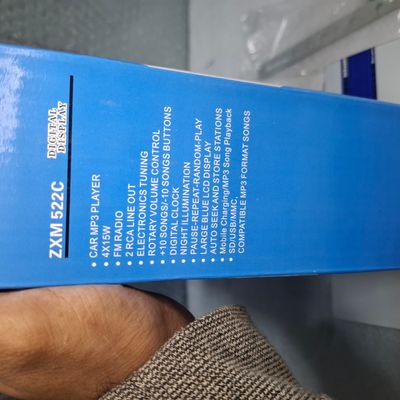 ZXM 522C
DIGITAL
DISPLAY
• CAR MP3 PLAYER
• 4X15W
• FM RADIO
• 2 RCA LINE OUT
• ELECTRONICS TUNING
• ROTARY VOLUME CONTROL
• +10 SONGS/-10 SONGS BUTTONS
• DIGITAL CLOCK
• NIGHT ILLUMINATION
• PAUSE-REPEAT-RANDOM-PLAY
• LARGE BLUE LCD DISPLAY
• AUTO SEEK AND STORE STATIONS
• Mobile Charging/MP3 Song Playback
• SD/USB/MMC.
COMPATIBLE MP3 FORMAT SONGS